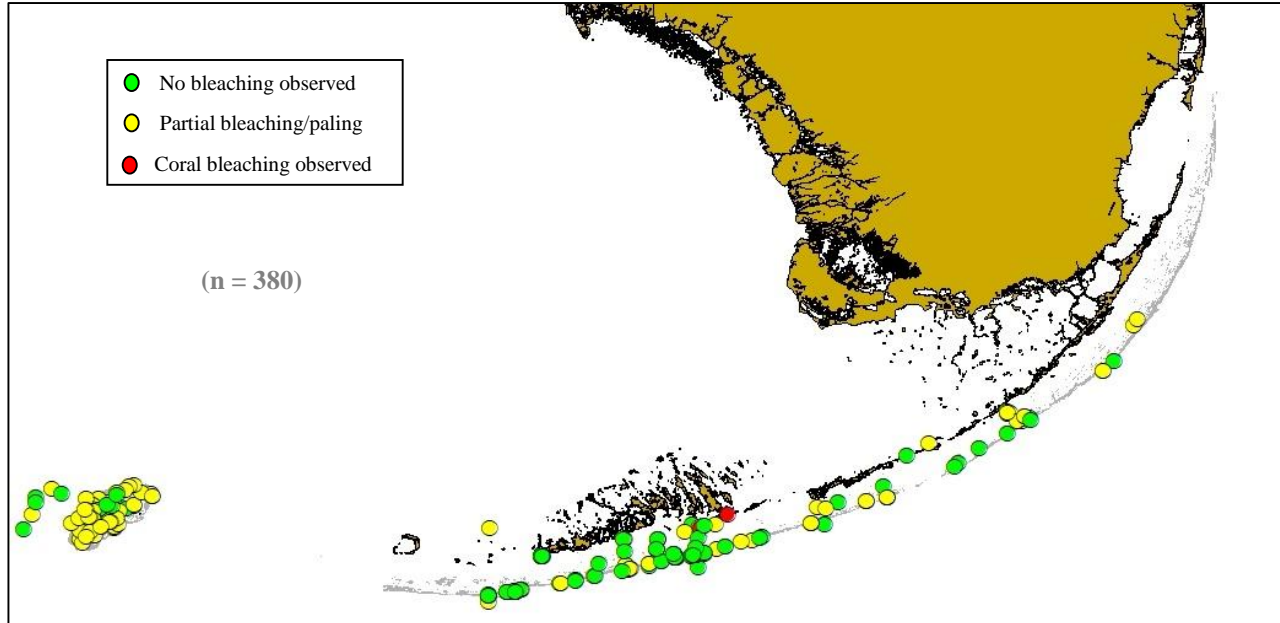 No bleaching observed
Partial bleaching/paling
Coral bleaching observed
(n = 380)